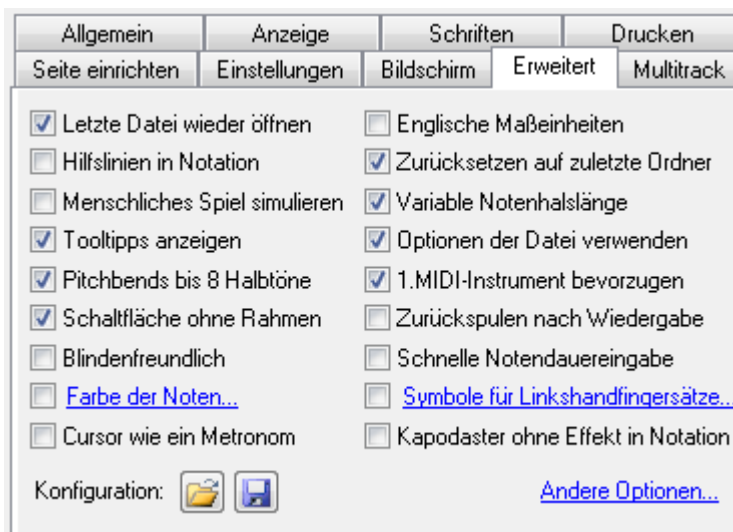 Allgemein Anzeige Schriften Drucken
Seite einrichten Einstellungen Bildschirm Erweitert Multitrack
Letzte Datei wieder öffnen
Englische Maßeinheiten
Hilfslinien in Notation
Zurücksetzen auf zuletzte Ordner
Menschliches Spiel simulieren
Variable Notenhalslänge
Tooltipps anzeigen
Optionen der Datei verwenden
Pitchbends bis 8 Halbtöne
1.MIDI-Instrument bevorzugen
Schaltfläche ohne Rahmen
Zurückspulen nach Wiedergabe
Blindenfreundlich
Schnelle Notendauereingabe
Farbe der Noten...
Symbole für Linkshandfingersätze...
Cursor wie ein Metronom
Kapodaster ohne Effekt in Notation
Konfiguration:
Andere Optionen...